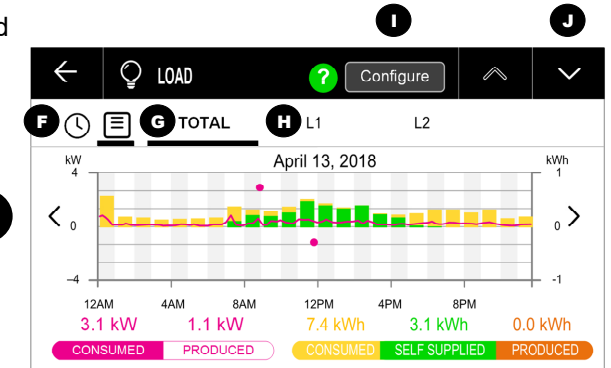 d
I
J
LOAD
?
Configure
F
G
TOTAL
H
L1
L2
kW
April 13, 2018
kWh
4
1
0
0
-4
-1
12AM
4AM
8AM
12PM
4PM
8PM
3.1 kW
1.1 kW
7.4 kWh
3.1 kWh
0.0 kWh
CONSUMED
PRODUCED
CONSUMED
SELF SUPPLIED
PRODUCED